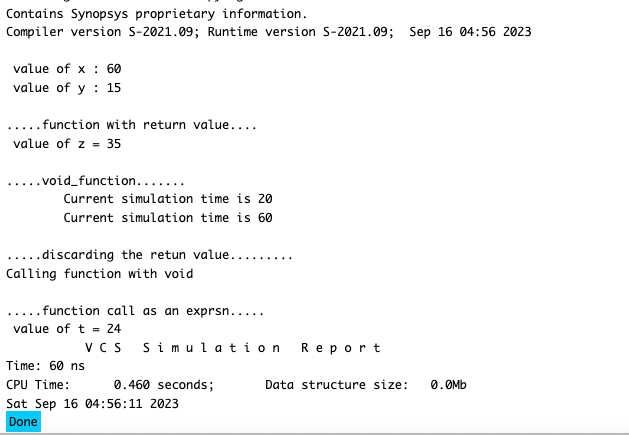 Contains Synopsys proprietary information.
Compiler version S-2021.09; Runtime version S-2021.09;  Sep 16 04:56 2023
value of x : 60
value of y : 15
.....function with return value....
value of z = 35
.....void_function.......
Current simulation time is 20
Current simulation time is 60
.....discarding the retun value.........
Calling function with void
.....function call as an exprsn.....
value of t = 24
V C S   S i m u l a t i o n   R e p o r t
Time: 60 ns
CPU Time:      0.460 seconds;       Data structure size:   0.0Mb
Sat Sep 16 04:56:11 2023
Done